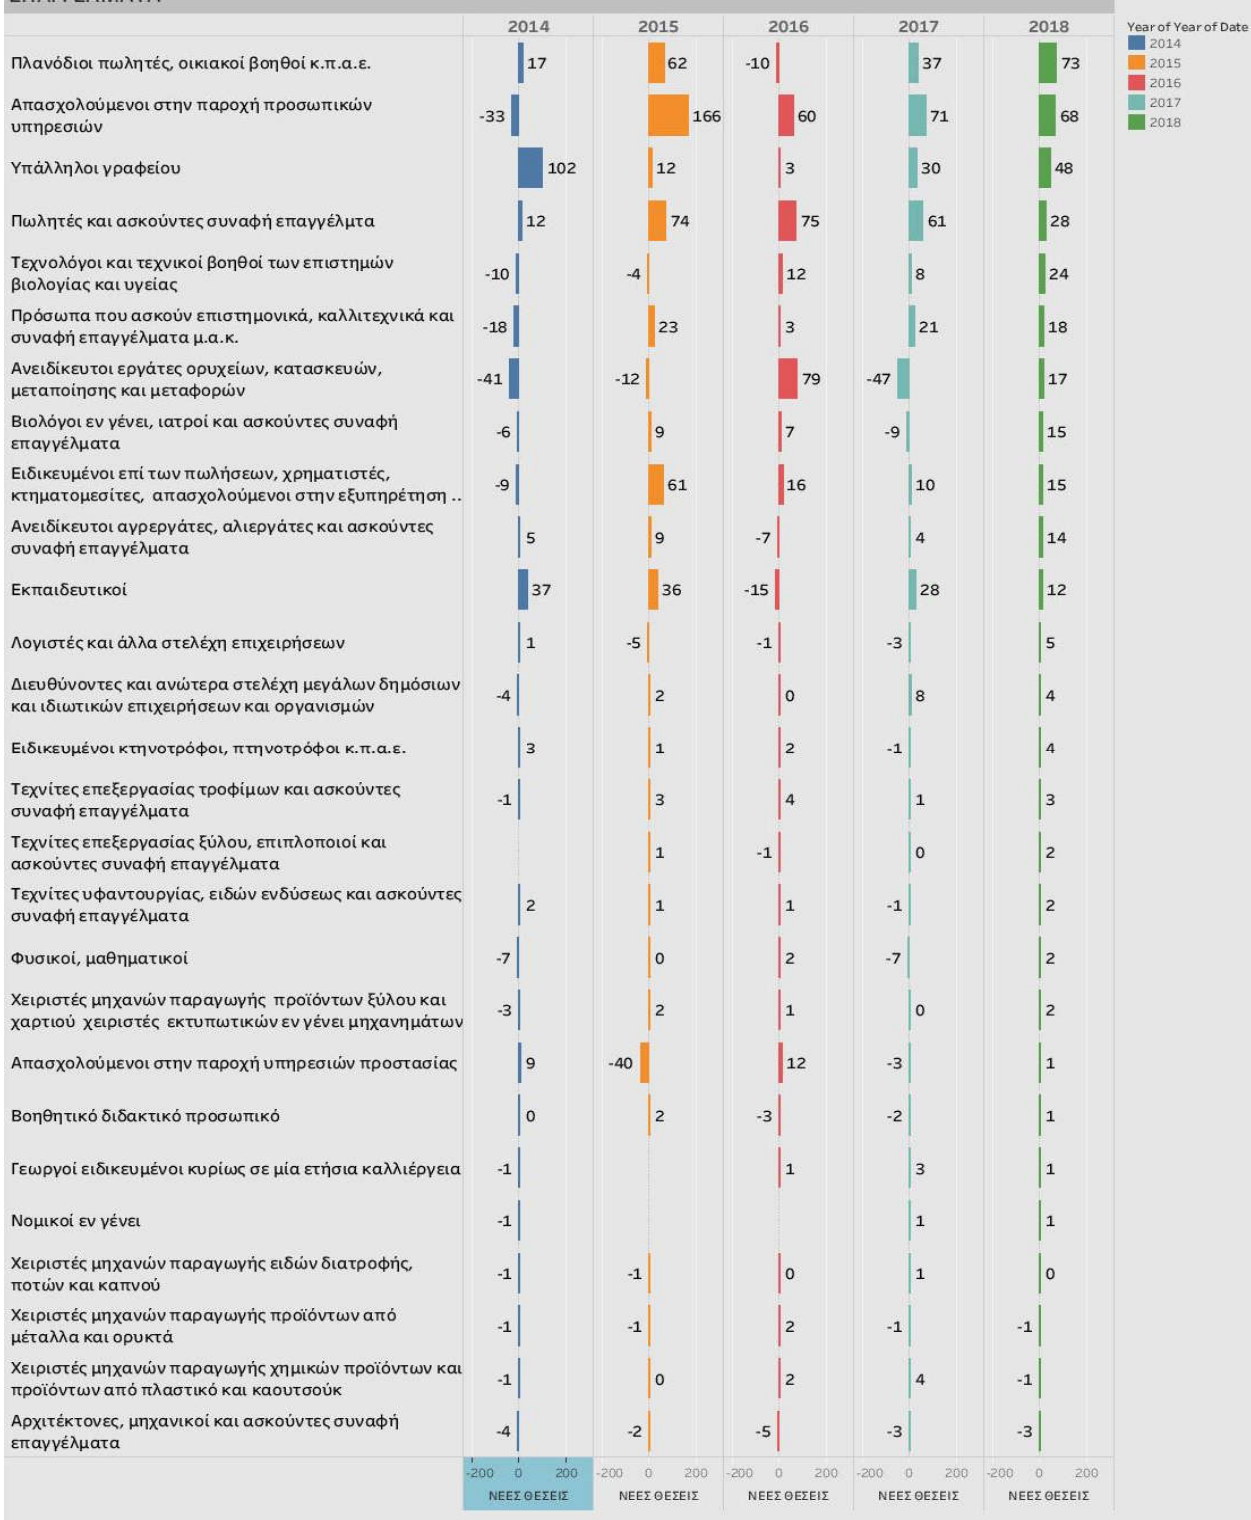 ΕΠΑΓΓΕΛΜΑΤΑ
2014 2015 2016 2017 2018
Year of Year of Date
2014
2015
2016
2017
2018
Πλανόδιοι πωλητές, οικιακοί βοηθοί κ.π.α.ε. 17 62 -10 37 73
Απασχολούμενοι στην παροχή προσωπικών
υπηρεσιών -33 166 60 71 68
Υπάλληλοι γραφείου 102 12 3 30 48
Πωλητές και ασκούντες συναφή επαγγέλμτα 12 74 75 61 28
Τεχνολόγοι και τεχνικοί βοηθοί των επιστημών
βιολογίας και υγείας -10 -4 12 8 24
Πρόσωπα που ασκούν επιστημονικά, καλλιτεχνικά και
συναφή επαγγέλματα μ.α.κ. -18 23 3 21 18
Ανειδίκευτοι εργάτες ορυχείων, κατασκευών,
μεταποίησης και μεταφορών -41 -12 79 -47 17
Βιολόγοι εν γένει, ιατροί και ασκούντες συναφή
επαγγέλματα -6 9 7 -9 15
Ειδικευμένοι επί των πωλήσεων, χρηματιστές,
κτηματομεσίτες, απασχολούμενοι στην εξυπηρέτηση .. -9 61 16 10 15
Ανειδίκευτοι αγρεργάτες, αλιεργάτες και ασκούντες
συναφή επαγγέλματα 5 9 -7 4 14
Εκπαιδευτικοί 37 36 -15 28 12
Λογιστές και άλλα στελέχη επιχειρήσεων 1 -5 -1 -3 5
Διευθύνοντες και ανώτερα στελέχη μεγάλων δημόσιων
και ιδιωτικών επιχειρήσεων και οργανισμών -4 2 0 8 4
Ειδικευμένοι κτηνοτρόφοι, πτηνοτρόφοι κ.π.α.ε. 3 1 2 -1 4
Τεχνίτες επεξεργασίας τροφίμων και ασκούντες
συναφή επαγγέλματα -1 3 4 1 3
Τεχνίτες επεξεργασίας ξύλου, επιπλοποιοί και
ασκούντες συναφή επαγγέλματα 1 -1 0 2
Τεχνίτες υφαντουργίας, ειδών ενδύσεως και ασκούντες
συναφή επαγγέλματα 2 1 1 -1 2
Φυσικοί, μαθηματικοί -7 0 2 -7 2
Χειριστές μηχανών παραγωγής προϊόντων ξύλου και
χαρτιού χειριστές εκτυπωτικών εν γένει μηχανημάτων -3 2 1 0 2
Απασχολούμενοι στην παροχή υπηρεσιών προστασίας 9 -40 12 -3 1
Βοηθητικό διδακτικό προσωπικό 0 2 -3 -2 1
Γεωργοί ειδικευμένοι κυρίως σε μία ετήσια καλλιέργεια -1 1 3 1
Νομικοί εν γένει -1 1 1
Χειριστές μηχανών παραγωγής ειδών διατροφής,
ποτών και καπνού -1 -1 0 1 0
Χειριστές μηχανών παραγωγής προϊόντων από
μέταλλα και ορυκτά -1 -1 2 -1 -1
Χειριστές μηχανών παραγωγής χημικών προϊόντων και
προϊόντων από πλαστικό και καουτσούκ -1 0 2 4 -1
Αρχιτέκτονες, μηχανικοί και ασκούντες συναφή
επαγγέλματα -4 -2 -5 -3 -3
-200 0 200 -200 0 200 -200 0 200 -200 0 200 -200 0 200
ΝΕΕΣ ΘΕΣΕΙΣ ΝΕΕΣ ΘΕΣΕΙΣ ΝΕΕΣ ΘΕΣΕΙΣ ΝΕΕΣ ΘΕΣΕΙΣ ΝΕΕΣ ΘΕΣΕΙΣ